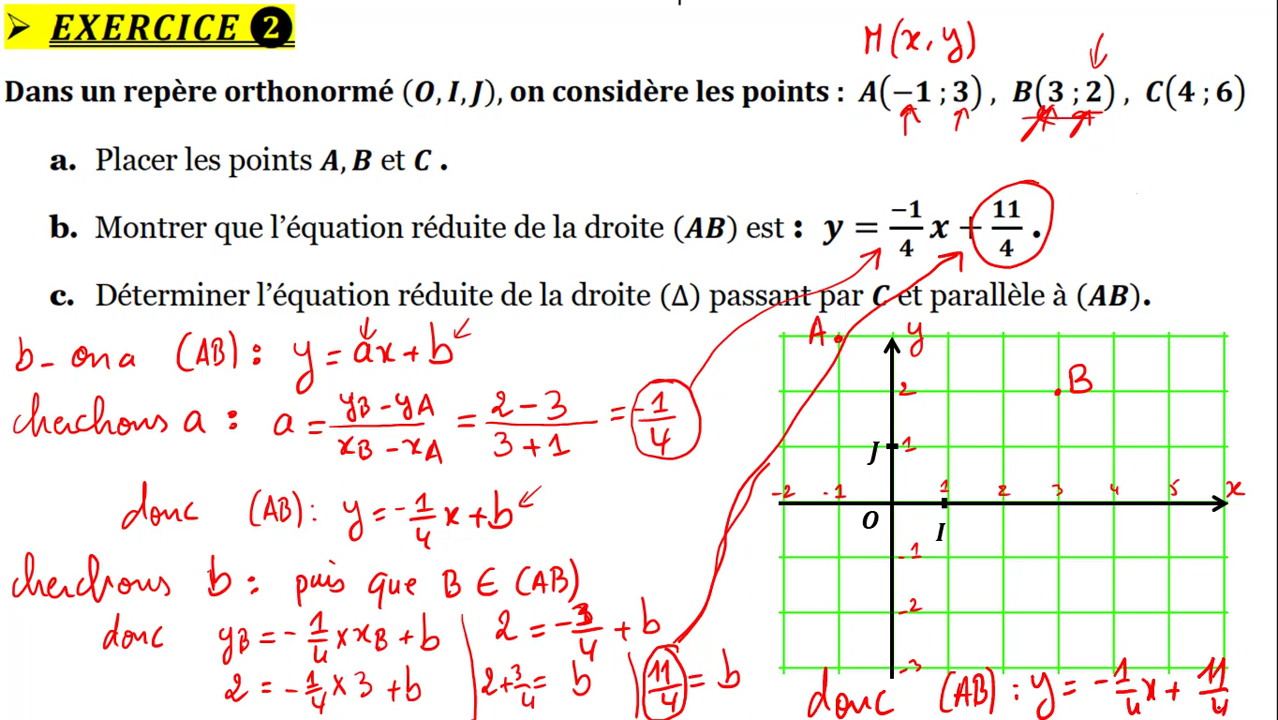 ➤ EXERCICE ❷
M(x, y)
Dans un repère orthonormé (O, I, J), on considère les points : A(−1 ; 3) , B(3 ; 2) , C(4 ; 6)
a. Placer les points A, B et C .
b. Montrer que l’équation réduite de la droite (AB) est : y = −1/4 x + 11/4 .
c. Déterminer l’équation réduite de la droite (Δ) passant par C et parallèle à (AB).
b- on a (AB) : y = ax + b
cherchons a : a = yB - yA / xB - xA = 2 - 3 / 3 + 1 = -1/4
donc (AB) : y = -1/4 x + b
cherchons b : puis que B ∈ (AB)
donc yB = -1/4 × xB + b
2 = -1/4 × 3 + b
2 = -3/4 + b
2 + 3/4 = b
11/4 = b
donc (AB) : y = -1/4 x + 11/4
A y
2 B
J 1
-2 -1 1 2 3 4 5 x
O I
-1
-2
-3